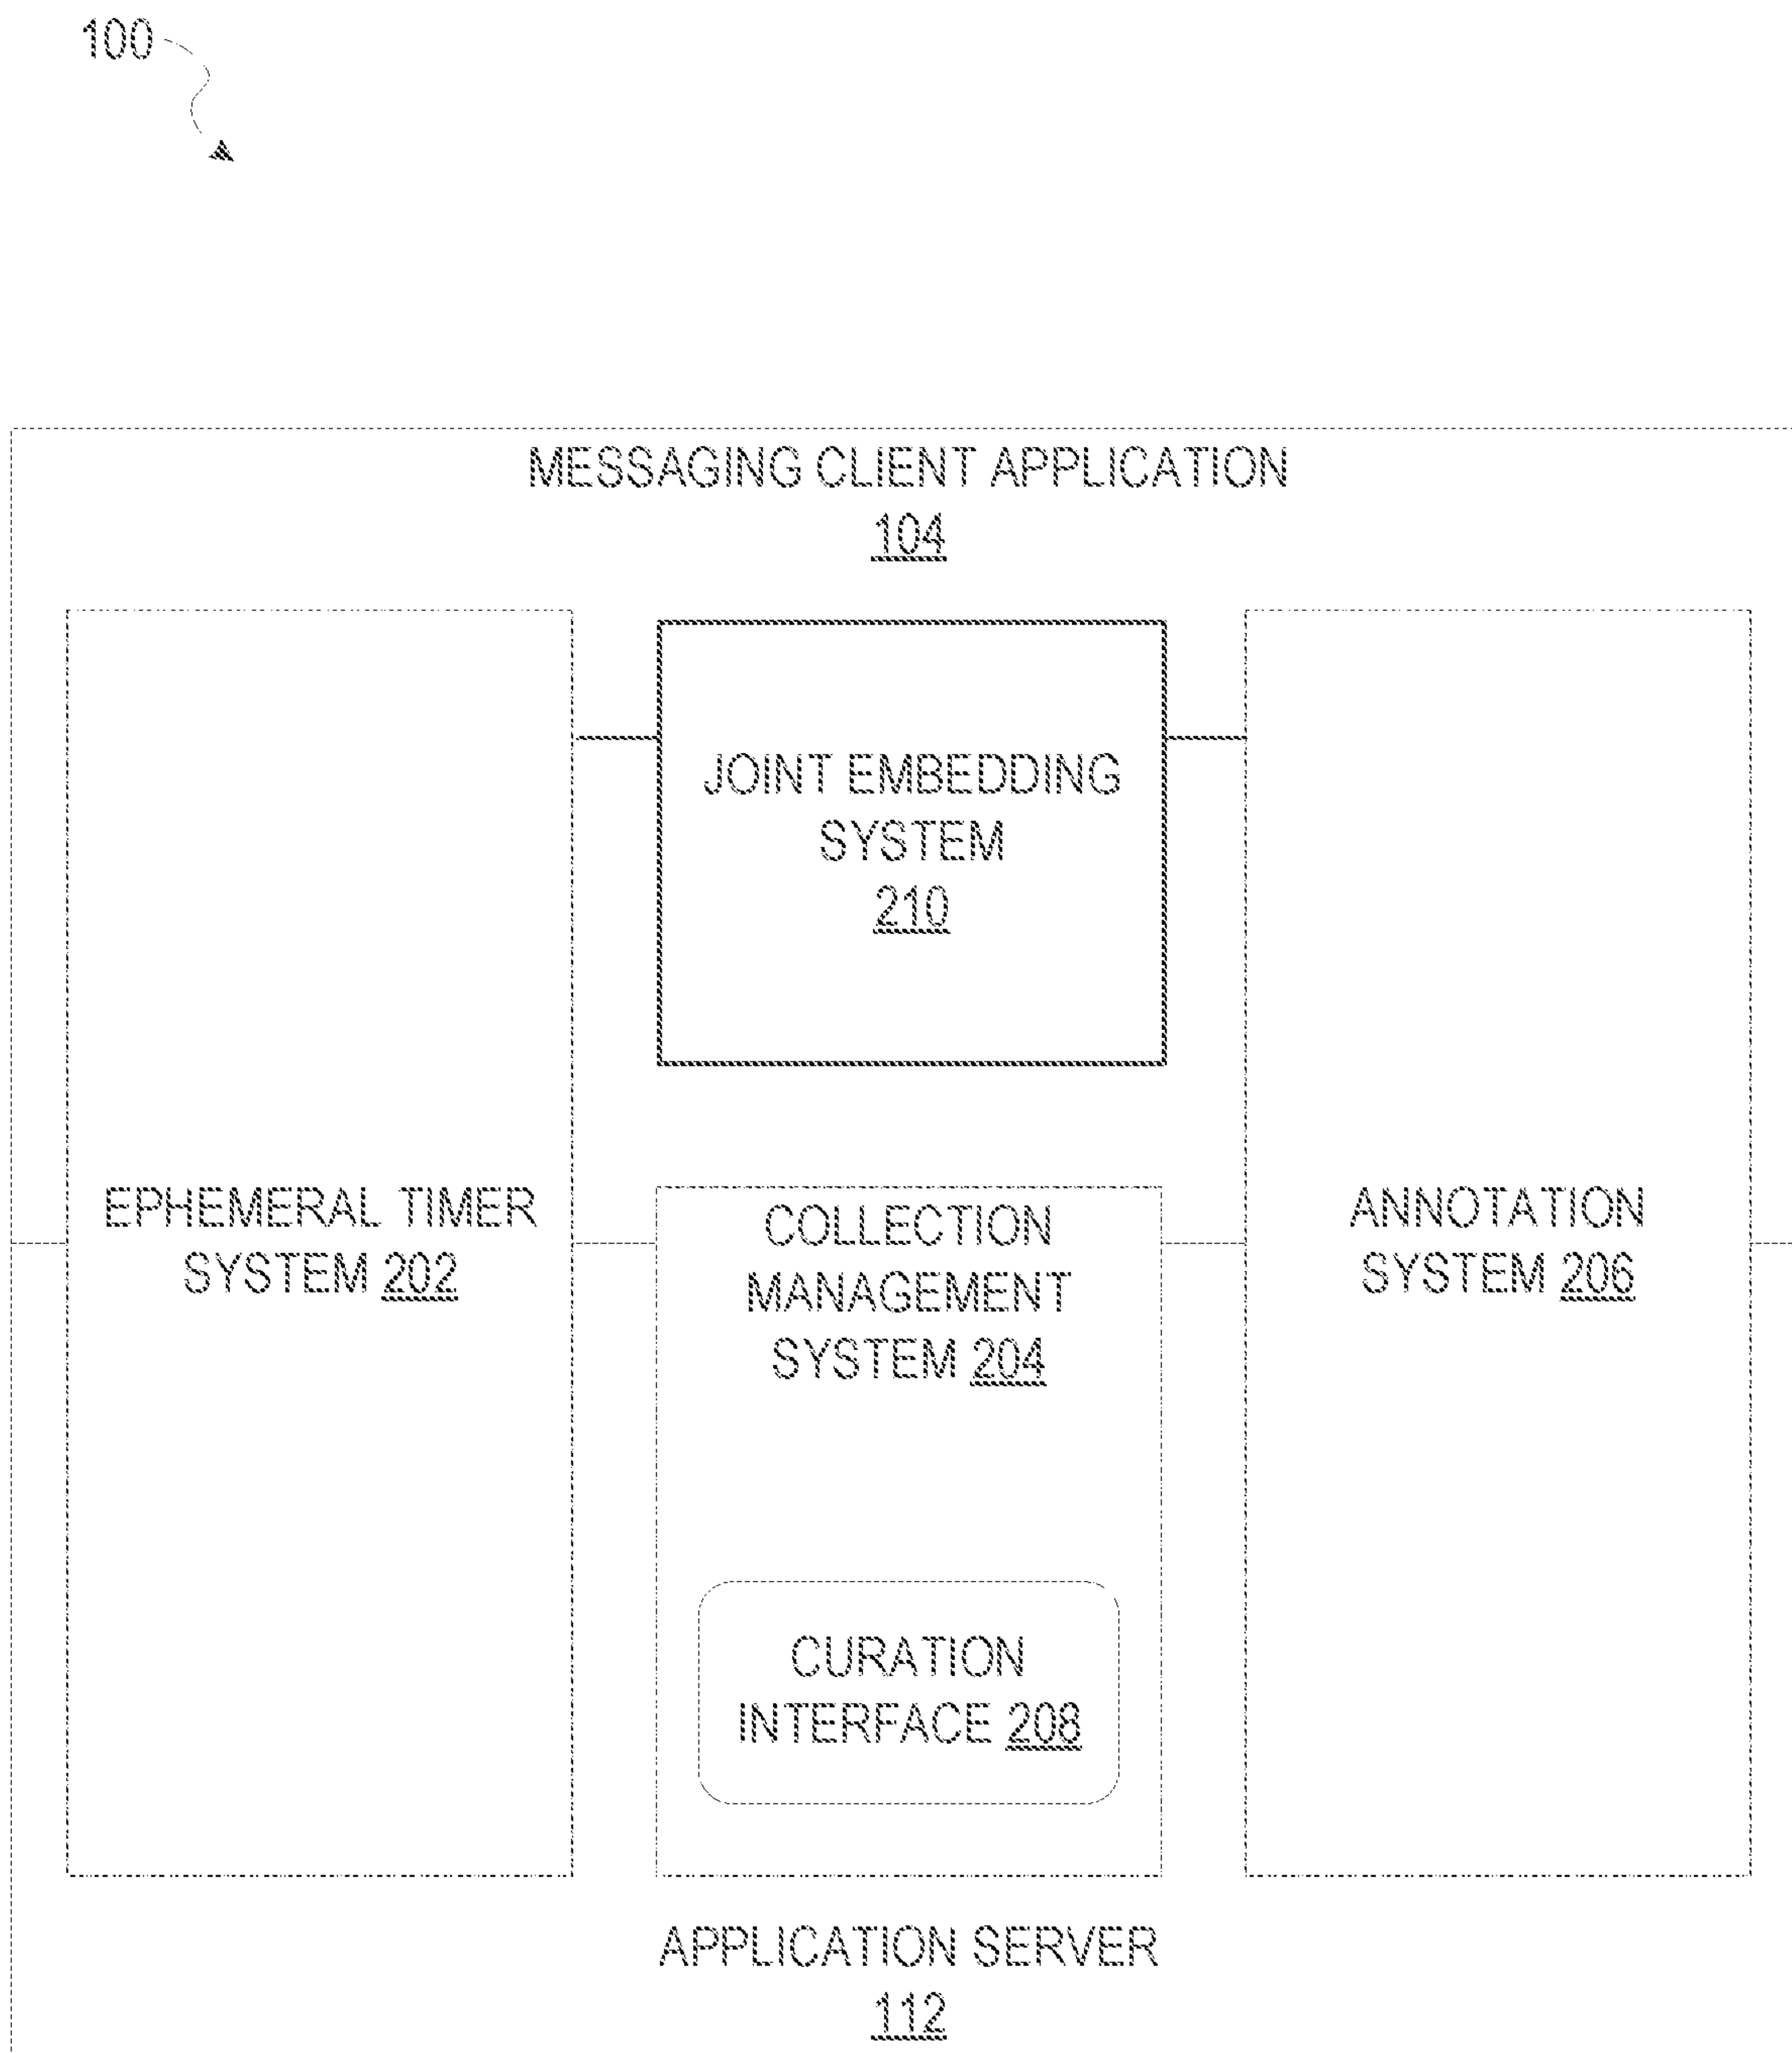 100
MESSAGING CLIENT APPLICATION
104
JOINT EMBEDDING
SYSTEM
210
EPHEMERAL TIMER
SYSTEM 202
COLLECTION
MANAGEMENT
SYSTEM 204
ANNOTATION
SYSTEM 206
CURATION
INTERFACE 208
APPLICATION SERVER
112